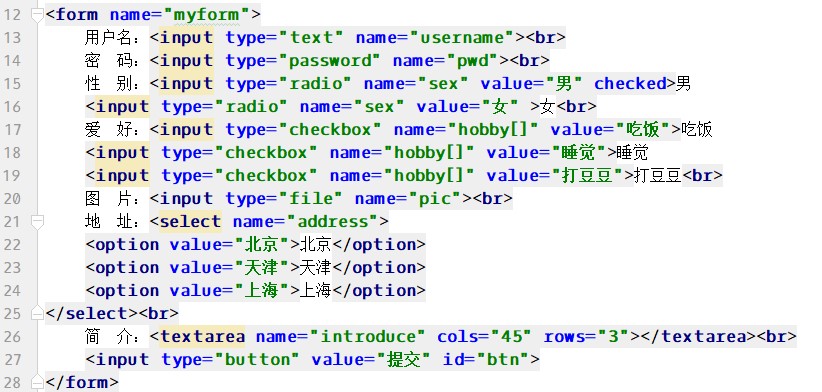 12 <form name="myform">
13 用户名：<input type="text" name="username"><br>
14 密  码：<input type="password" name="pwd"><br>
15 性  别：<input type="radio" name="sex" value="男" checked>男
16 <input type="radio" name="sex" value="女" >女<br>
17 爱  好：<input type="checkbox" name="hobby[]" value="吃饭">吃饭
18 <input type="checkbox" name="hobby[]" value="睡觉">睡觉
19 <input type="checkbox" name="hobby[]" value="打豆豆">打豆豆<br>
20 图  片：<input type="file" name="pic"><br>
21 地  址：<select name="address">
22 <option value="北京">北京</option>
23 <option value="天津">天津</option>
24 <option value="上海">上海</option>
25 </select><br>
26 简  介：<textarea name="introduce" cols="45" rows="3"></textarea><br>
27 <input type="button" value="提交" id="btn">
28 </form>